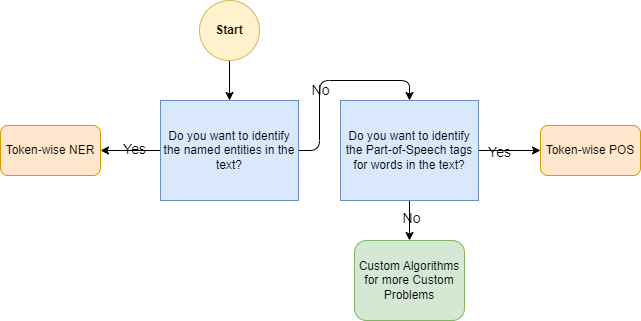 Start
No
Do you want to identify
the named entities in the
text?
Do you want to identify
the Part-of-Speech tags
for words in the text?
Token-wise NER
Yes
Yes
Token-wise POS
No
Custom Algorithms
for more Custom
Problems